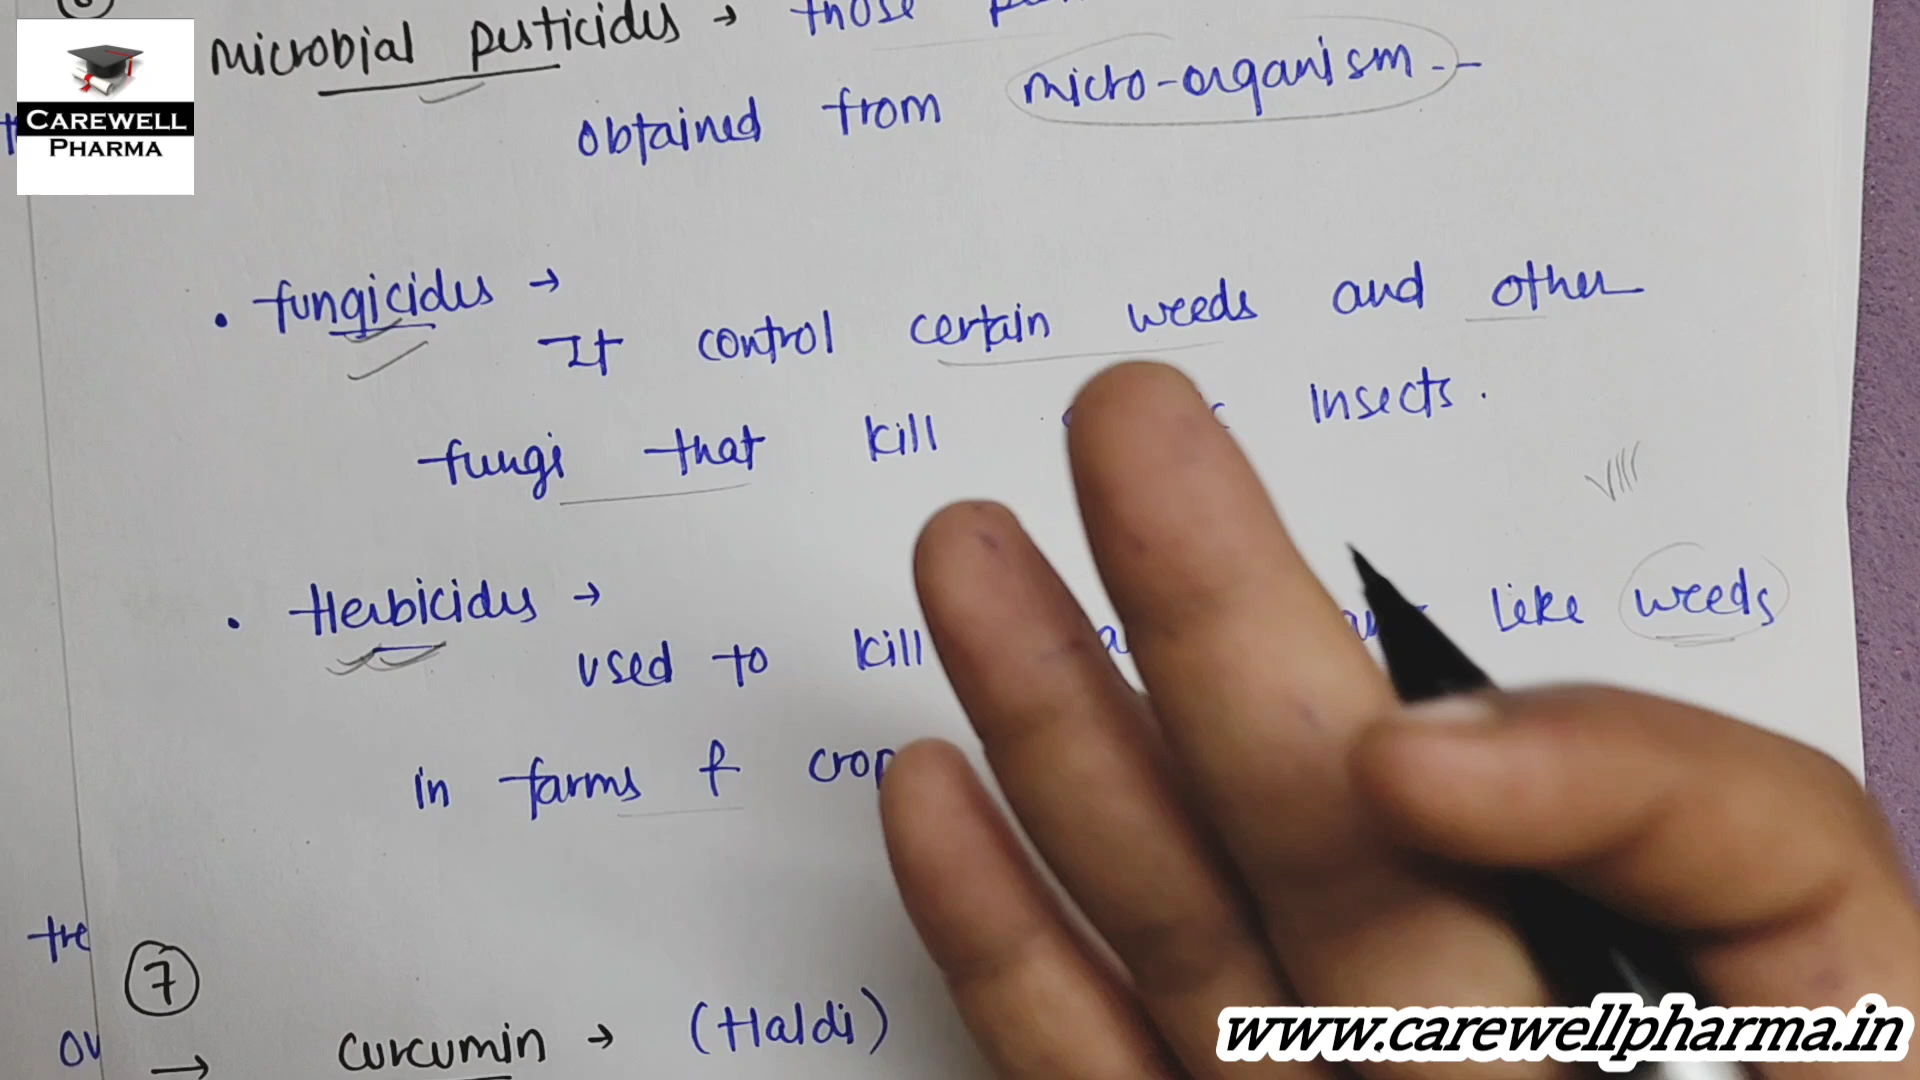 microbial pesticides → those
obtained from micro-organism.-
• fungicides →
It control certain weeds and other
fungi that kill insects.
• Herbicides →
used to kill like weeds
in farms & crop
7
→ curcumin → (Haldi)
CAREWELL
PHARMA
www.carewellpharma.in